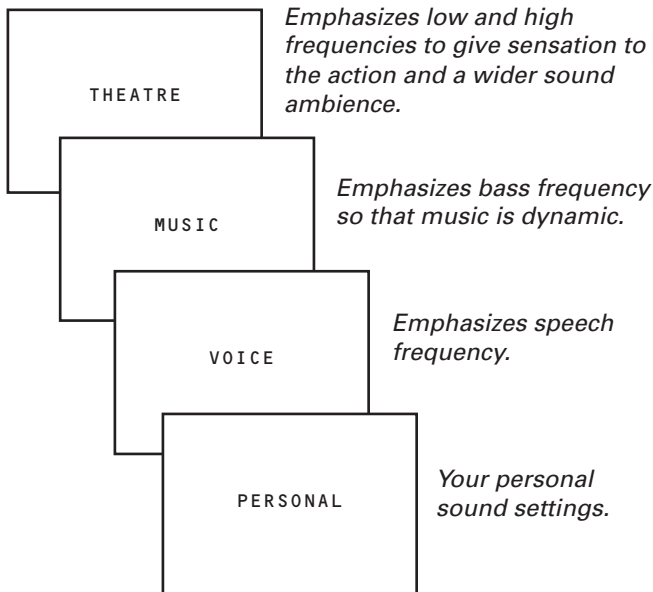 Emphasizes low and high
frequencies to give sensation to
the action and a wider sound
ambience.
THEATRE
Emphasizes bass frequency
so that music is dynamic.
MUSIC
Emphasizes speech
frequency.
VOICE
Your personal
sound settings.
PERSONAL